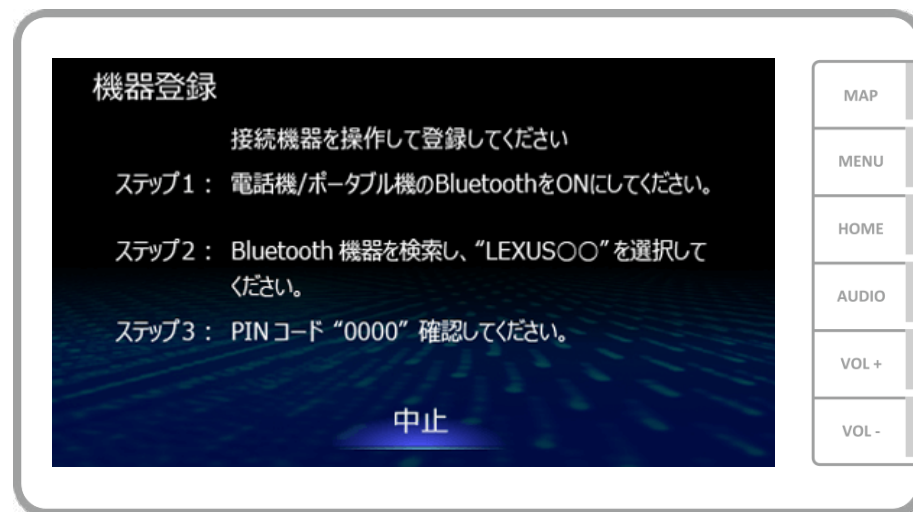 機器登録
接続機器を操作して登録してください
ステップ1： 電話機/ポータブル機のBluetoothをONにしてください。
ステップ2： Bluetooth 機器を検索し、“LEXUS○○”を選択して
ください。
ステップ3： PINコード “0000” 確認してください。
中止
MAP
MENU
HOME
AUDIO
VOL +
VOL -